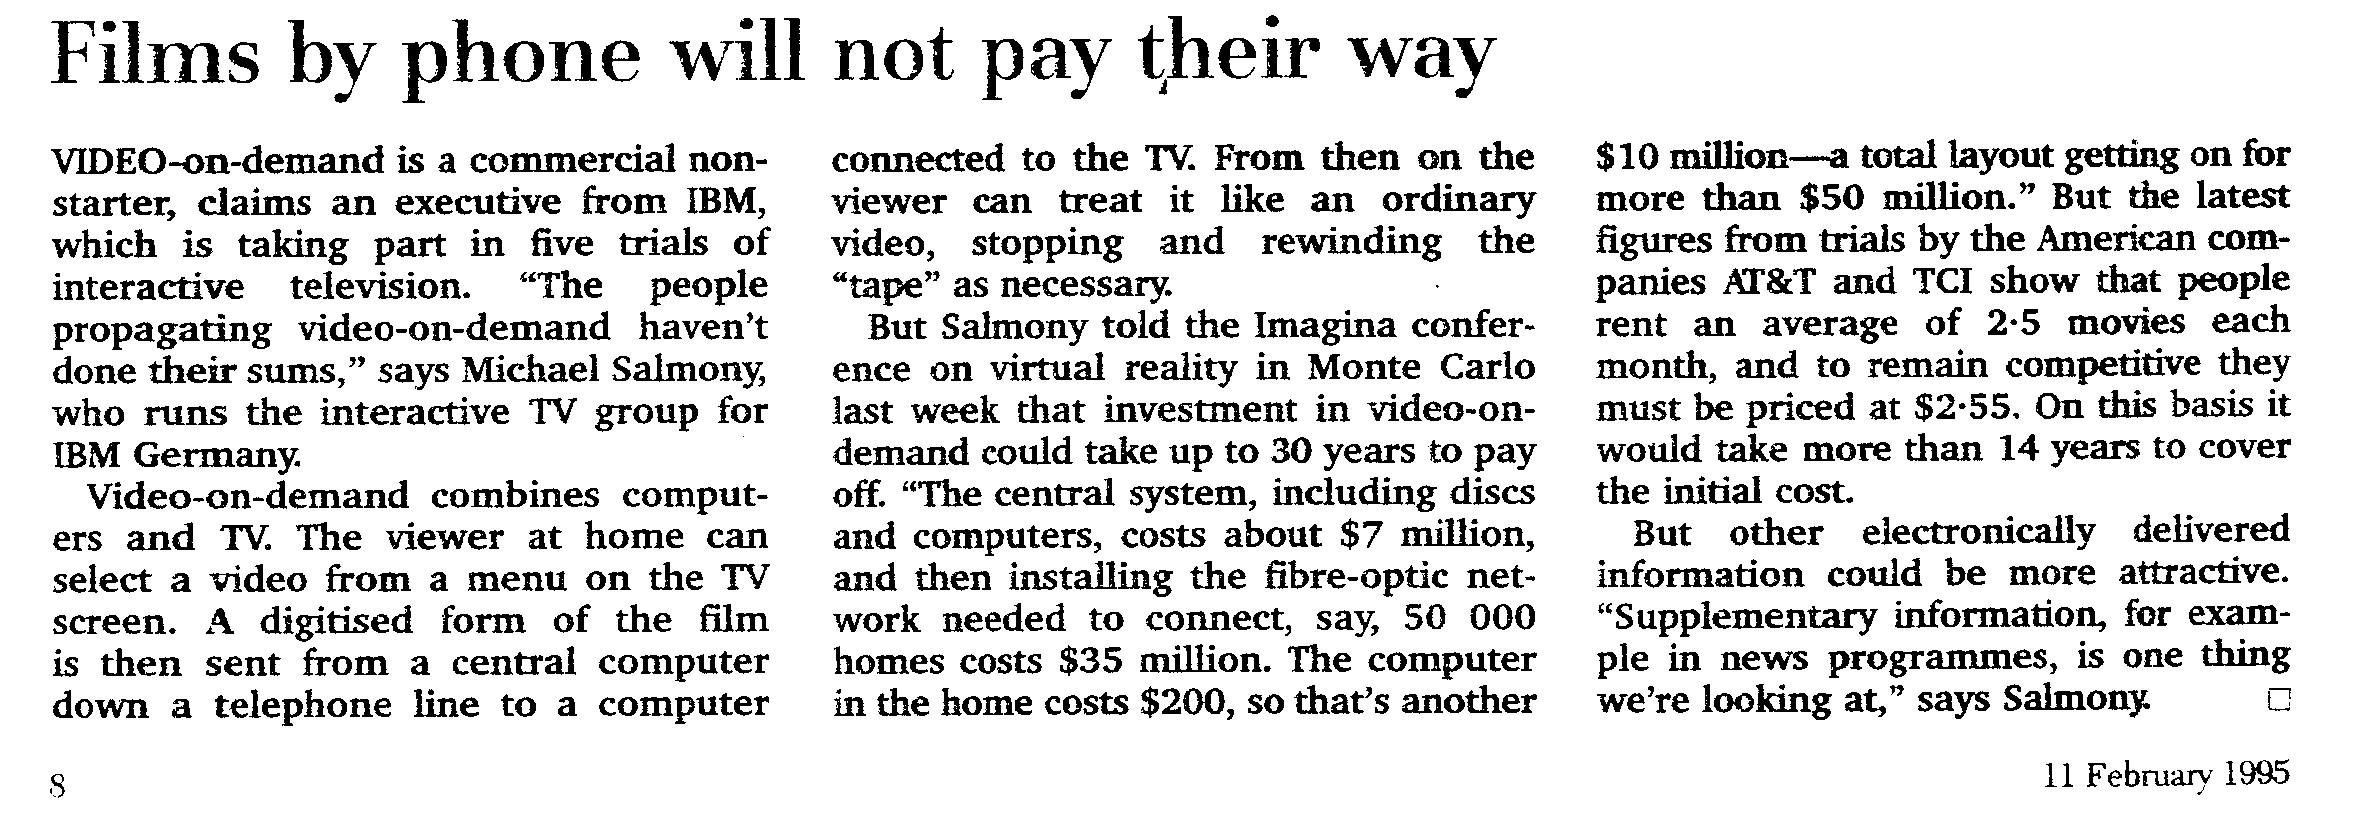 Films by phone will not pay their way
VIDEO-on-demand is a commercial non-
starter, claims an executive from IBM,
which is taking part in five trials of
interactive television. “The people
propagating video-on-demand haven’t
done their sums,” says Michael Salmony,
who runs the interactive TV group for
IBM Germany.
Video-on-demand combines comput-
ers and TV. The viewer at home can
select a video from a menu on the TV
screen. A digitised form of the film
is then sent from a central computer
down a telephone line to a computer
connected to the TV. From then on the
viewer can treat it like an ordinary
video, stopping and rewinding the
“tape” as necessary.
But Salmony told the Imagina confer-
ence on virtual reality in Monte Carlo
last week that investment in video-on-
demand could take up to 30 years to pay
off. “The central system, including discs
and computers, costs about $7 million,
and then installing the fibre-optic net-
work needed to connect, say, 50 000
homes costs $35 million. The computer
in the home costs $200, so that’s another
$10 million—a total layout getting on for
more than $50 million.” But the latest
figures from trials by the American com-
panies AT&T and TCI show that people
rent an average of 2·5 movies each
month, and to remain competitive they
must be priced at $2·55. On this basis it
would take more than 14 years to cover
the initial cost.
But other electronically delivered
information could be more attractive.
“Supplementary information, for exam-
ple in news programmes, is one thing
we’re looking at,” says Salmony. □
8
11 February 1995